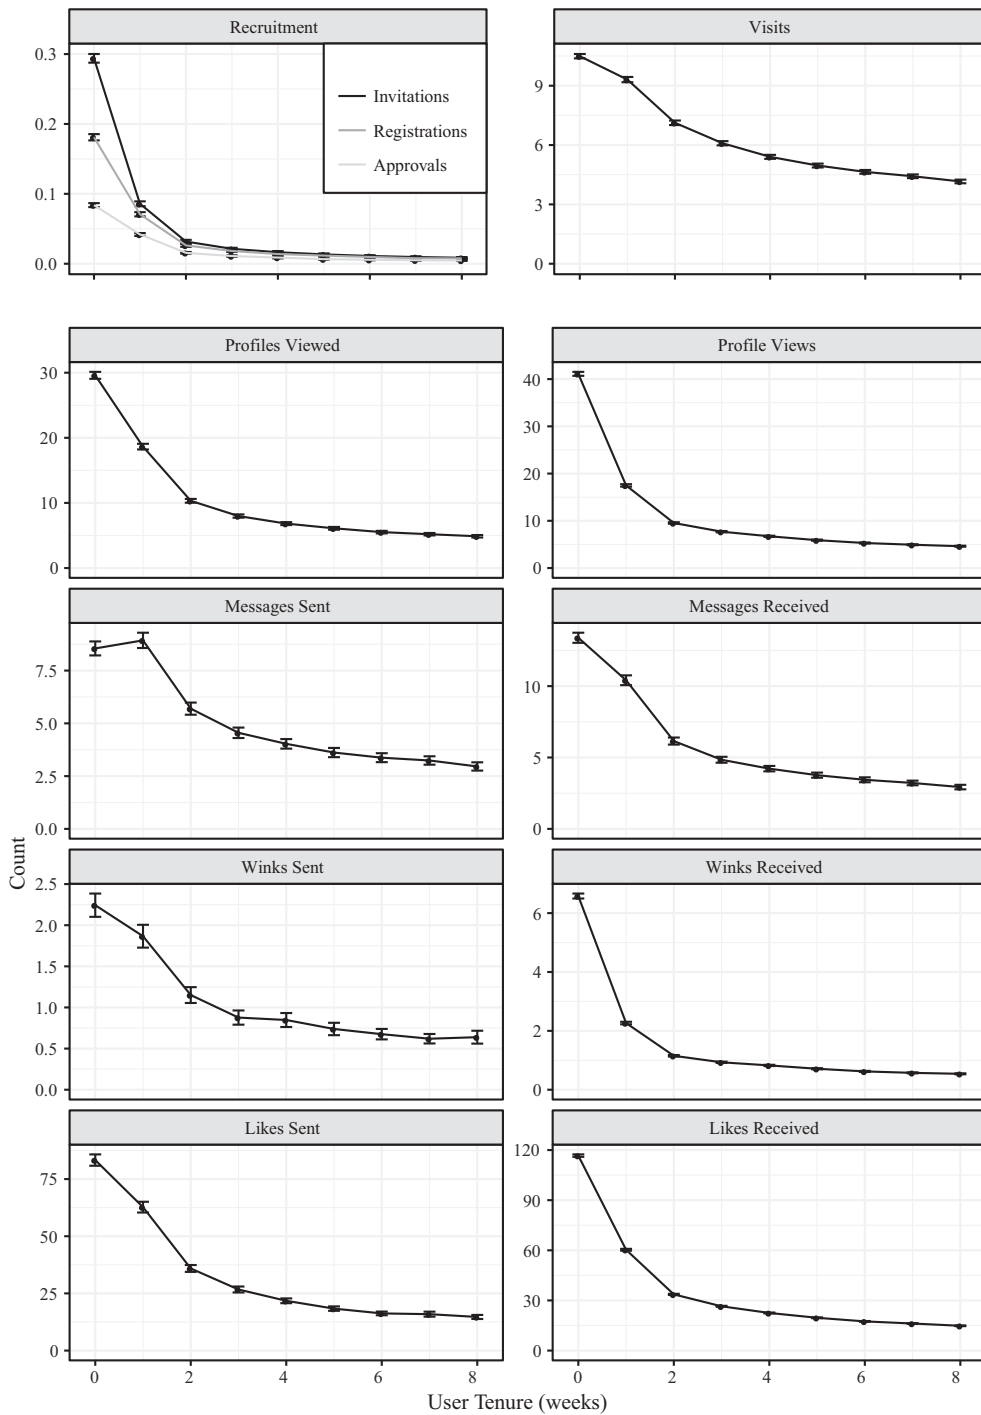 Recruitment
Visits
0.3
0.2
0.1
0.0
Invitations
Registrations
Approvals
9
6
3
0
Profiles Viewed
Profile Views
30
20
10
0
40
30
20
10
0
Messages Sent
Messages Received
7.5
5.0
2.5
0.0
10
5
0
Count
Winks Sent
Winks Received
2.5
2.0
1.5
1.0
0.5
0.0
6
4
2
0
Likes Sent
Likes Received
75
50
25
0
120
90
60
30
0
0 2 4 6 8
0 2 4 6 8
User Tenure (weeks)